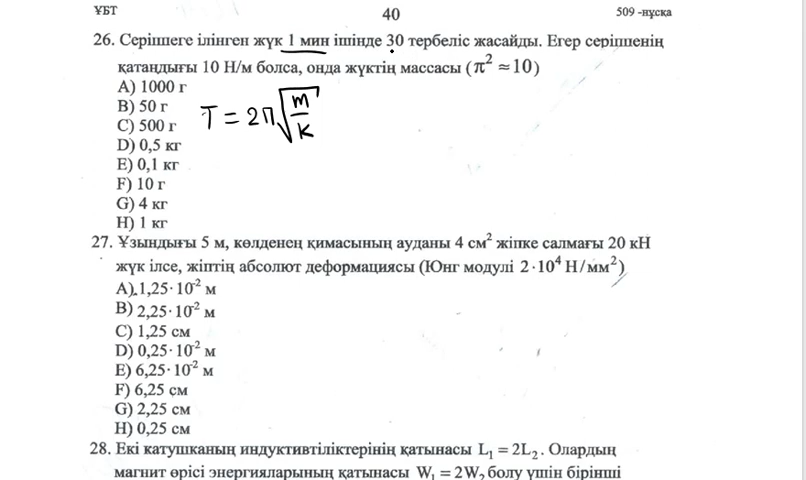 ҰБТ 40 509 -нұсқа
26. Серіппеге ілінген жүк 1 мин ішінде 30 тербеліс жасайды. Егер серіппенің
қатаңдығы 10 Н/м болса, онда жүктің массасы (π² ≈10)
A) 1000 г
B) 50 г
C) 500 г
T = 2π√(m/k)
D) 0,5 кг
E) 0,1 кг
F) 10 г
G) 4 кг
H) 1 кг
27. Ұзындығы 5 м, көлденең қимасының ауданы 4 см² жіпке салмағы 20 кН
жүк ілсе, жіптің абсолют деформациясы (Юнг модулі 2·10⁴ Н/мм²)
A) 1,25·10⁻² м
B) 2,25·10⁻² м
C) 1,25 см
D) 0,25·10⁻² м
E) 6,25·10⁻² м
F) 6,25 см
G) 2,25 см
H) 0,25 см
28. Екі катушканың индуктивтіліктерінің қатынасы L₁ = 2L₂. Олардың
магнит өрісі энергияларының қатынасы W₁ = 2W₂ болу үшін бірінші